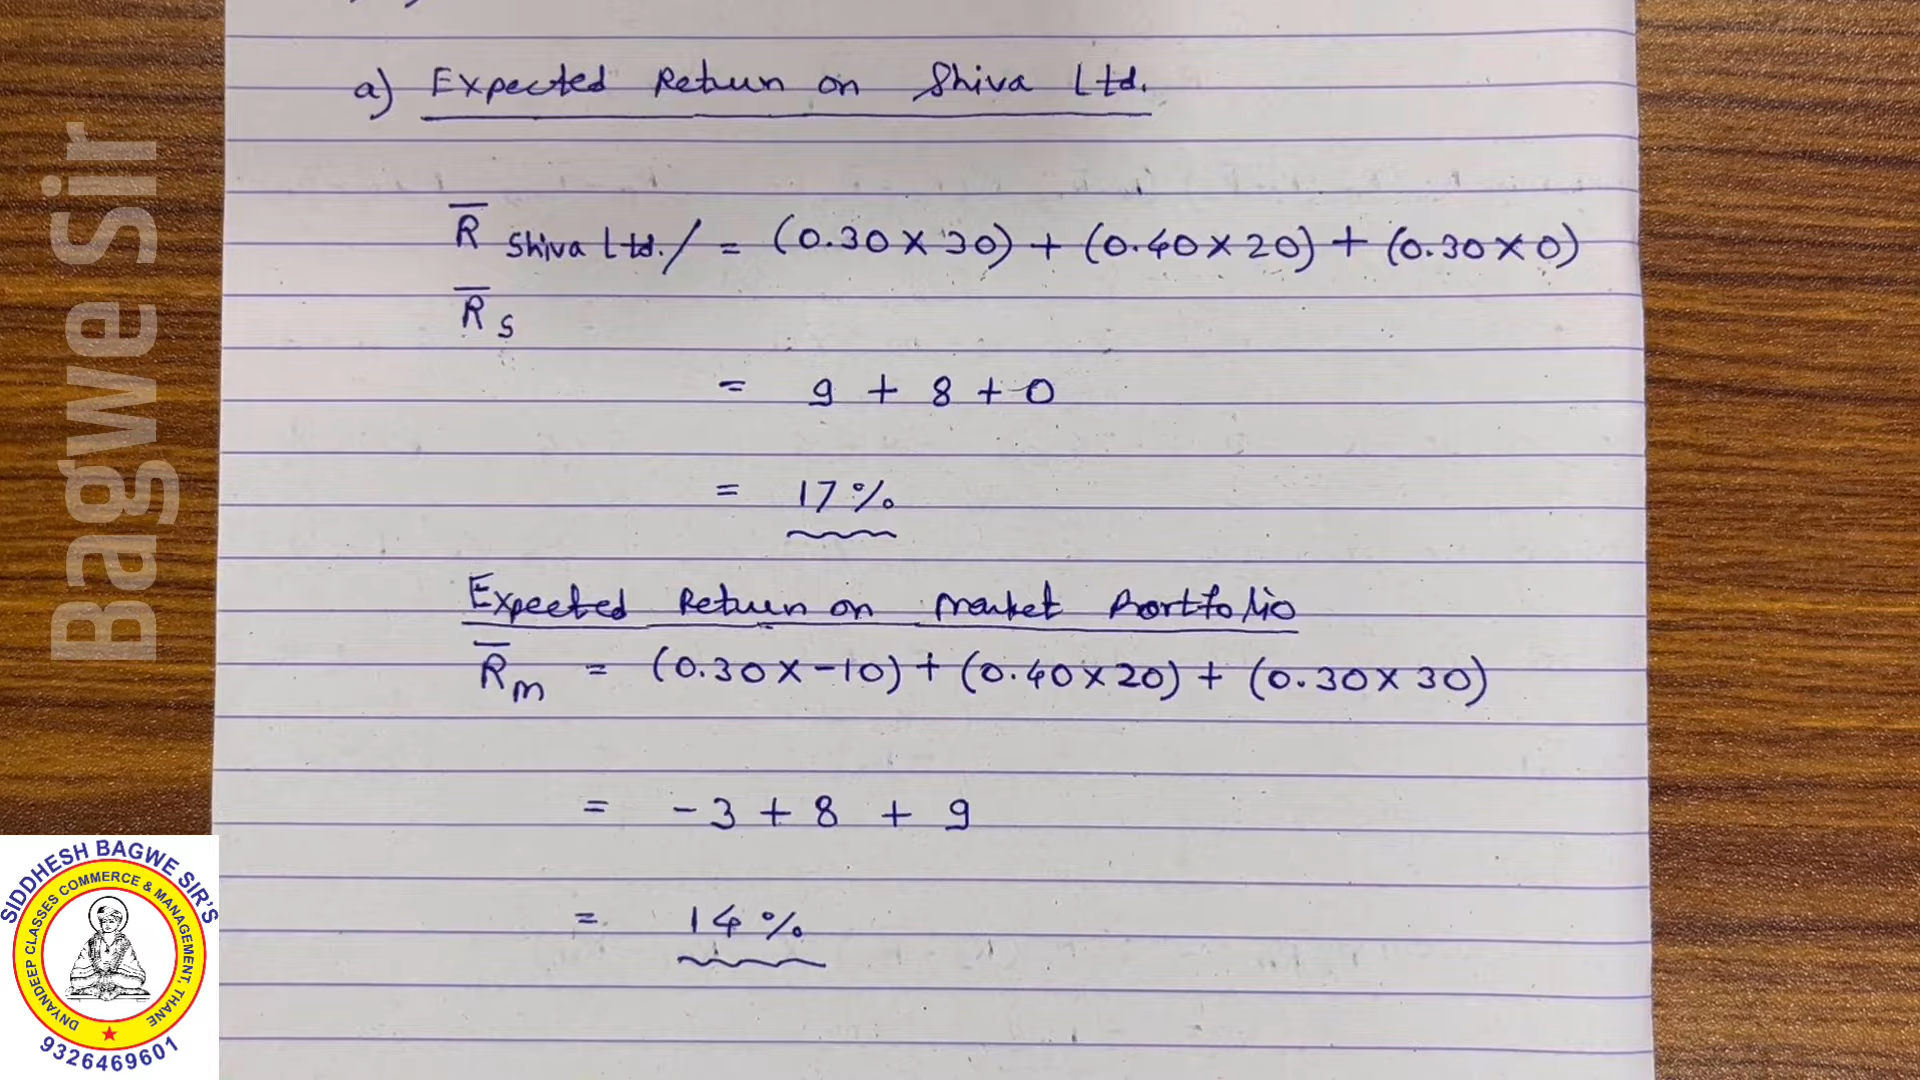 a) Expected Return on Shiva Ltd.
R̅ Shiva Ltd./ = (0.30 × 30) + (0.40 × 20) + (0.30 × 0)
R̅ s
= 9 + 8 + 0
= 17%
Expected Return on Market Portfolio
R̅m = (0.30 × -10) + (0.40 × 20) + (0.30 × 30)
= -3 + 8 + 9
= 14%
Bagwe Sir
SIDDHESH BAGWE SIR'S
DNYANDEEP CLASSES COMMERCE & MANAGEMENT, THANE
9326469601